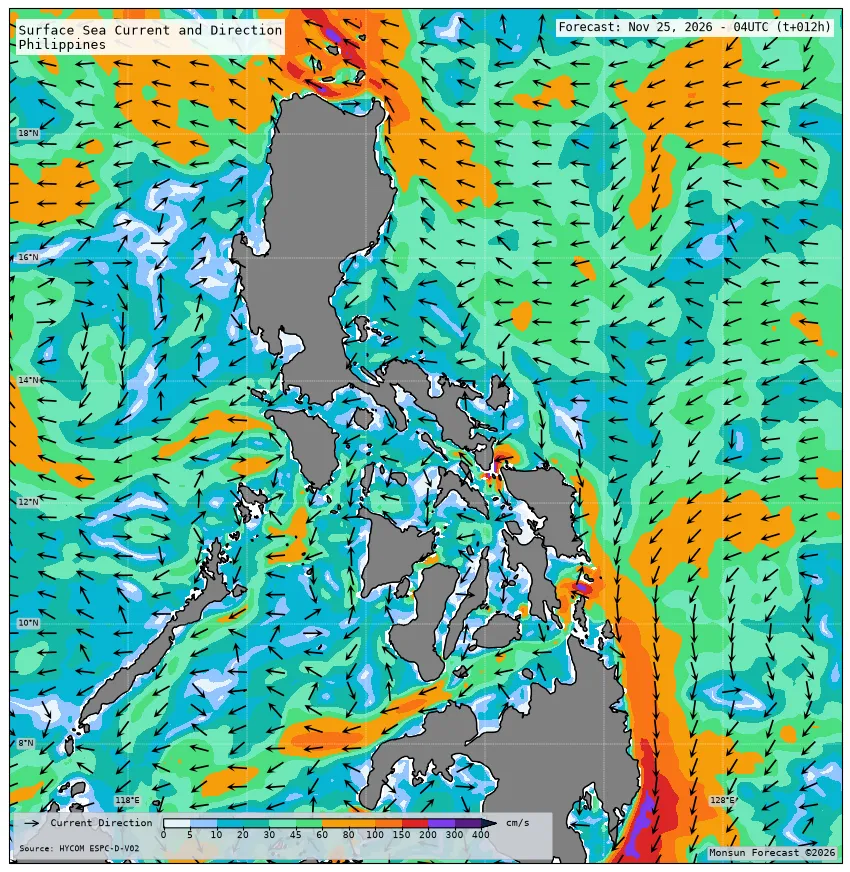 Surface Sea Current and Direction
Philippines
Forecast: Nov 25, 2026 - 04UTC (t+012h)
18°N
16°N
14°N
12°N
10°N
8°N
118°E
128°E
Current Direction
0 5 10 20 30 45 60 80 100 150 200 300 400
cm/s
Source: HYCOM ESPC-D-V02
Monsun Forecast ©2026